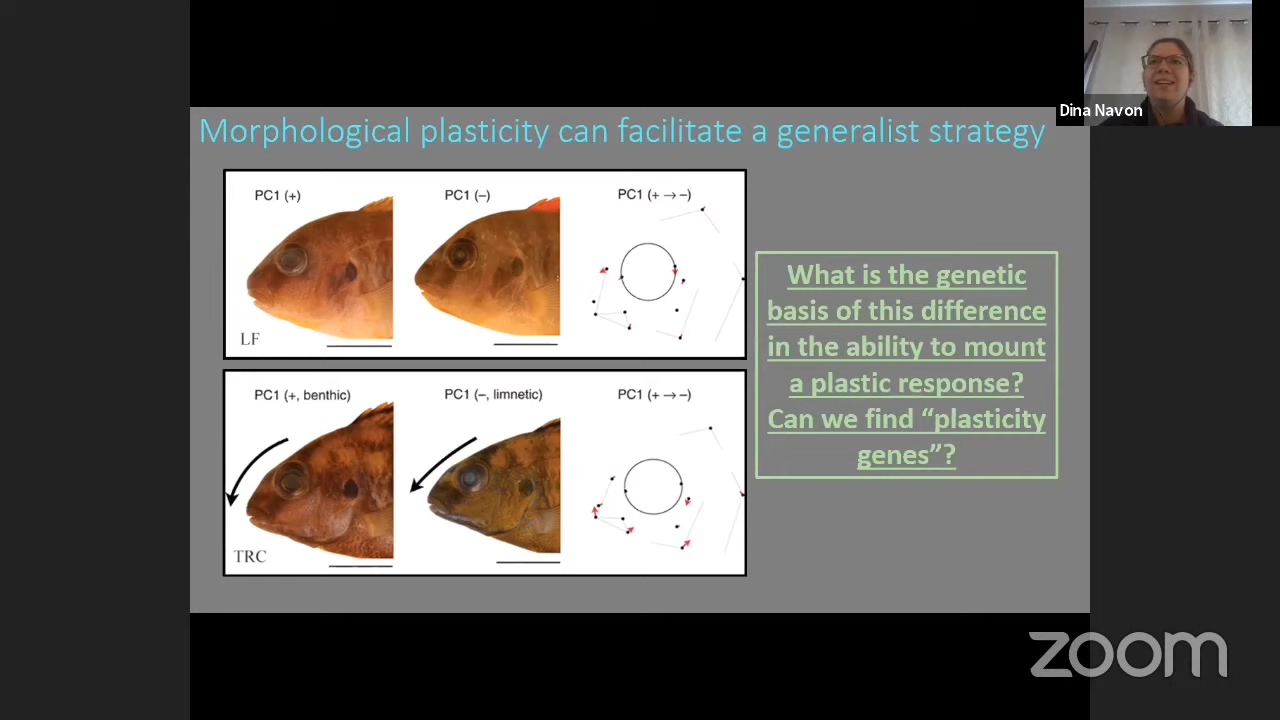 Dina Navon
Morphological plasticity can facilitate a generalist strategy
PC1 (+)
PC1 (–)
PC1 (+ → –)
LF
PC1 (+, benthic)
PC1 (–, limnetic)
PC1 (+ → –)
TRC
What is the genetic
basis of this difference
in the ability to mount
a plastic response?
Can we find “plasticity
genes”?
zoom